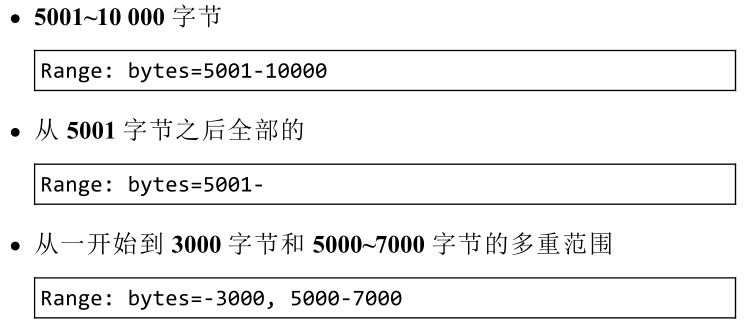 • 5001~10 000 字节
Range: bytes=5001-10000
• 从 5001 字节之后全部的
Range: bytes=5001-
• 从一开始到 3000 字节和 5000~7000 字节的多重范围
Range: bytes=-3000, 5000-7000